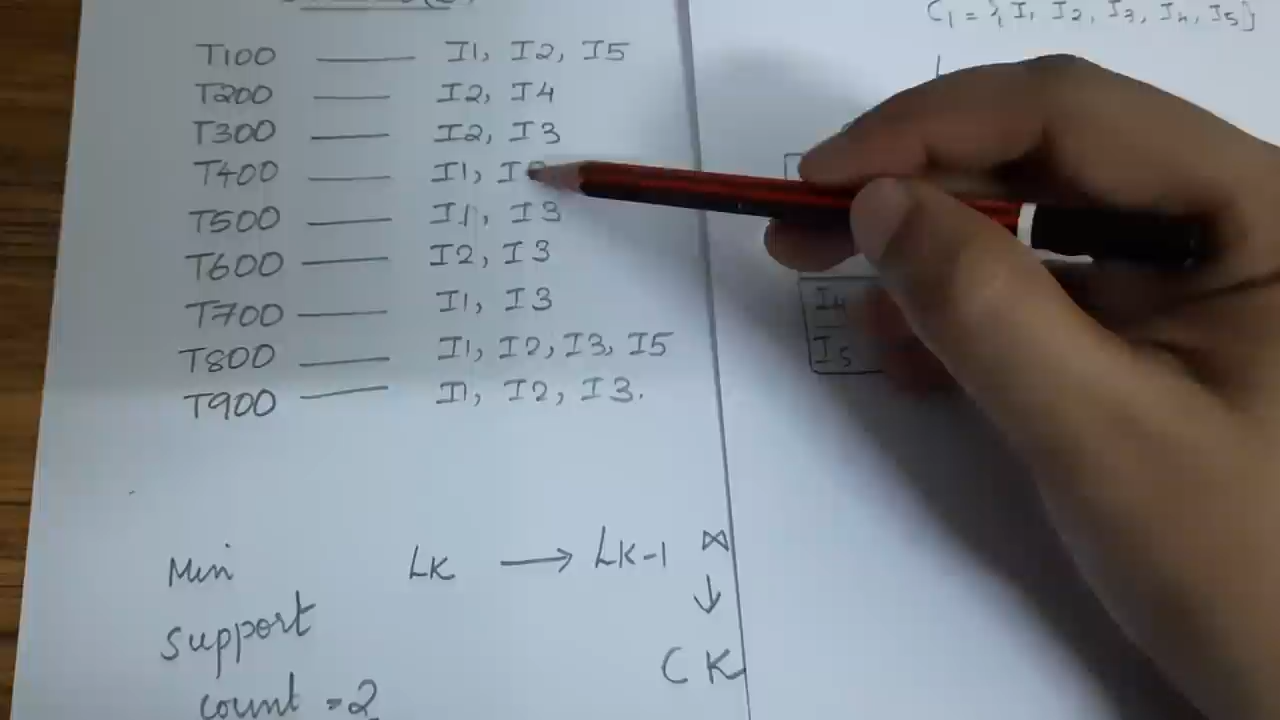 T100 —— I1, I2, I5
T200 —— I2, I4
T300 —— I2, I3
T400 —— I1,
T500 —— I1, I3
T600 —— I2, I3
T700 —— I1, I3
T800 —— I1, I2, I3, I5
T900 —— I1, I2, I3.
Min
Support
count = 2
LK → LK-1 ⋈
↓
CK
C1 = {I1, I2, I3, I4, I5}
I4
I5